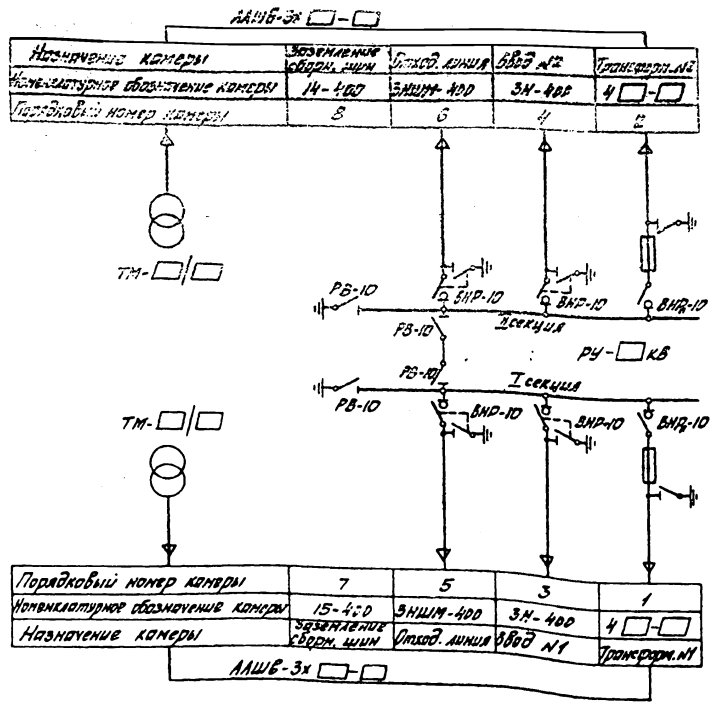 ААШВ-3х □-□
Назначение камеры Заземление сборн. шин Отход. линия Ввод №2 Трансформ. №2
Номенклатурное обозначение камеры 14-400 3НШМ-400 3Н-400 4 □-□
Порядковый номер камеры 8 6 4 2
ТМ-□/□
РВ-10 ВНР-10 ВНР-10 ВНРп-10
II секция
РВ-10
РУ-□ кв
РВ-10
I секция
РВ-10 ВНР-10 ВНР-10 ВНРп-10
ТМ-□/□
Порядковый номер камеры 7 5 3 1
Номенклатурное обозначение камеры 15-400 3НШМ-400 3Н-400 4 □-□
Назначение камеры Заземление сборн. шин Отход. линия Ввод №1 Трансформ. №1
ААШВ-3х □-□